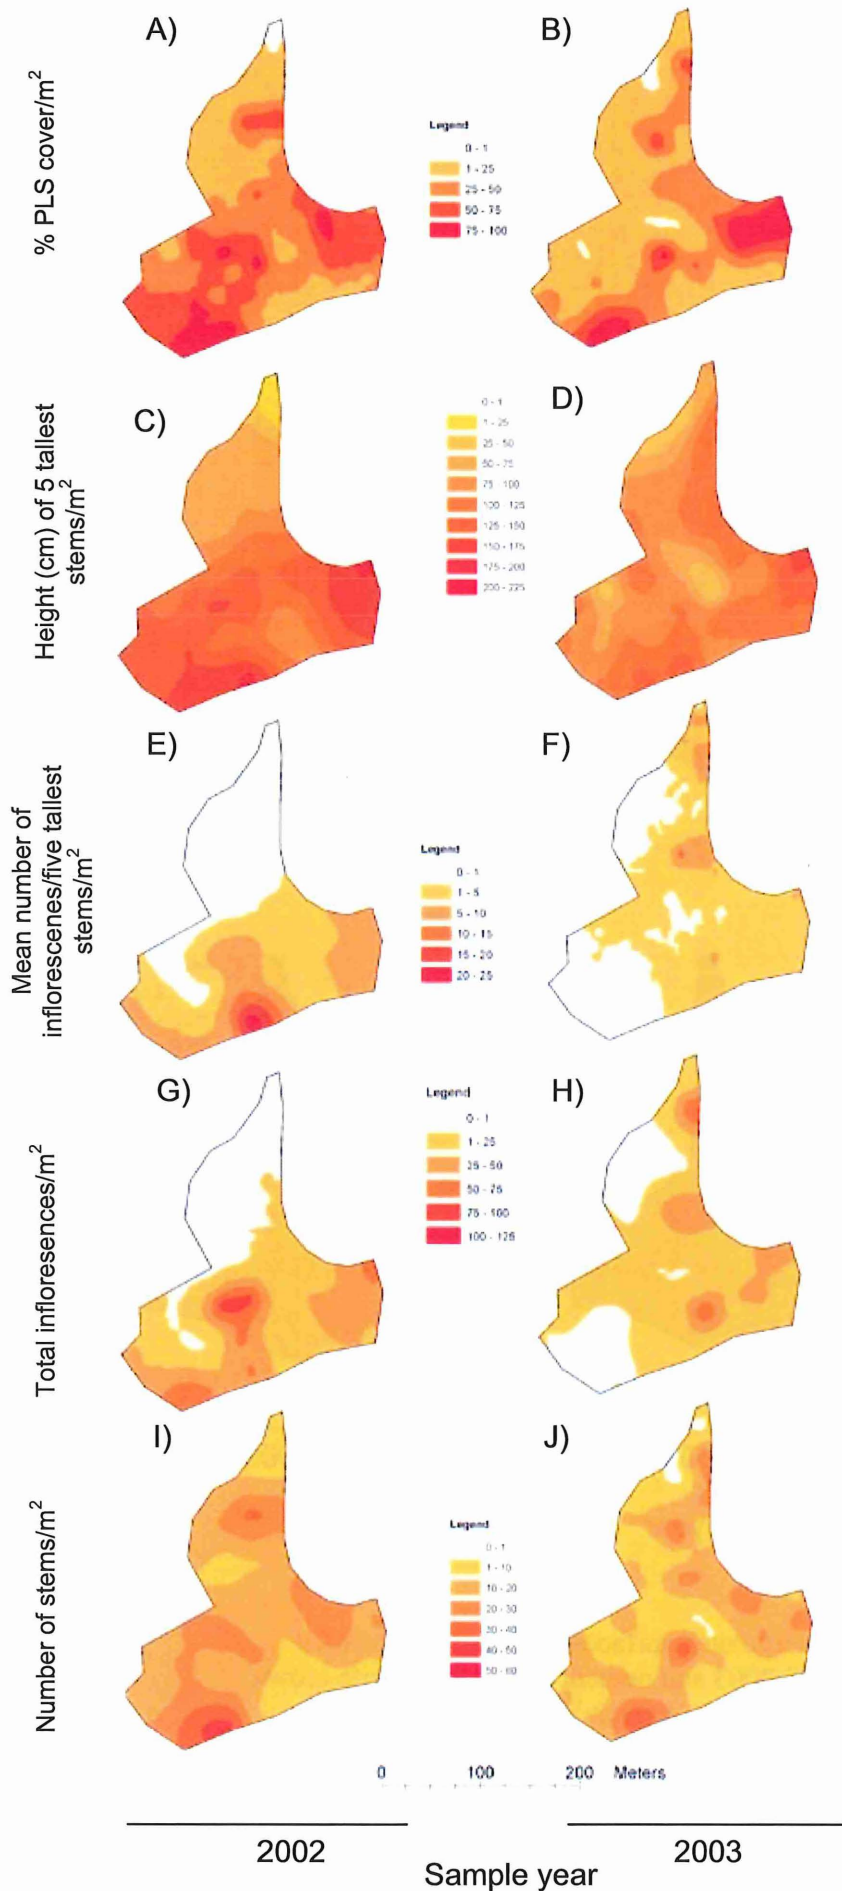 A)
B)
% PLS cover/m²
Legend
0 - 1
1 - 25
25 - 50
50 - 75
75 - 100
C)
D)
Height (cm) of 5 tallest
stems/m²
0 - 1
1 - 25
25 - 50
50 - 75
75 - 100
100 - 125
125 - 150
150 - 175
175 - 200
200 - 225
E)
F)
Mean number of
inflorescenes/five tallest
stems/m²
Legend
0 - 1
1 - 5
5 - 10
10 - 15
15 - 20
20 - 25
G)
H)
Total infloresences/m²
Legend
0 - 1
1 - 25
25 - 50
50 - 75
75 - 100
100 - 125
I)
J)
Number of stems/m²
Legend
0 - 1
1 - 10
10 - 20
20 - 30
30 - 40
40 - 50
50 - 60
0 100 200 Meters
2002 2003
Sample year